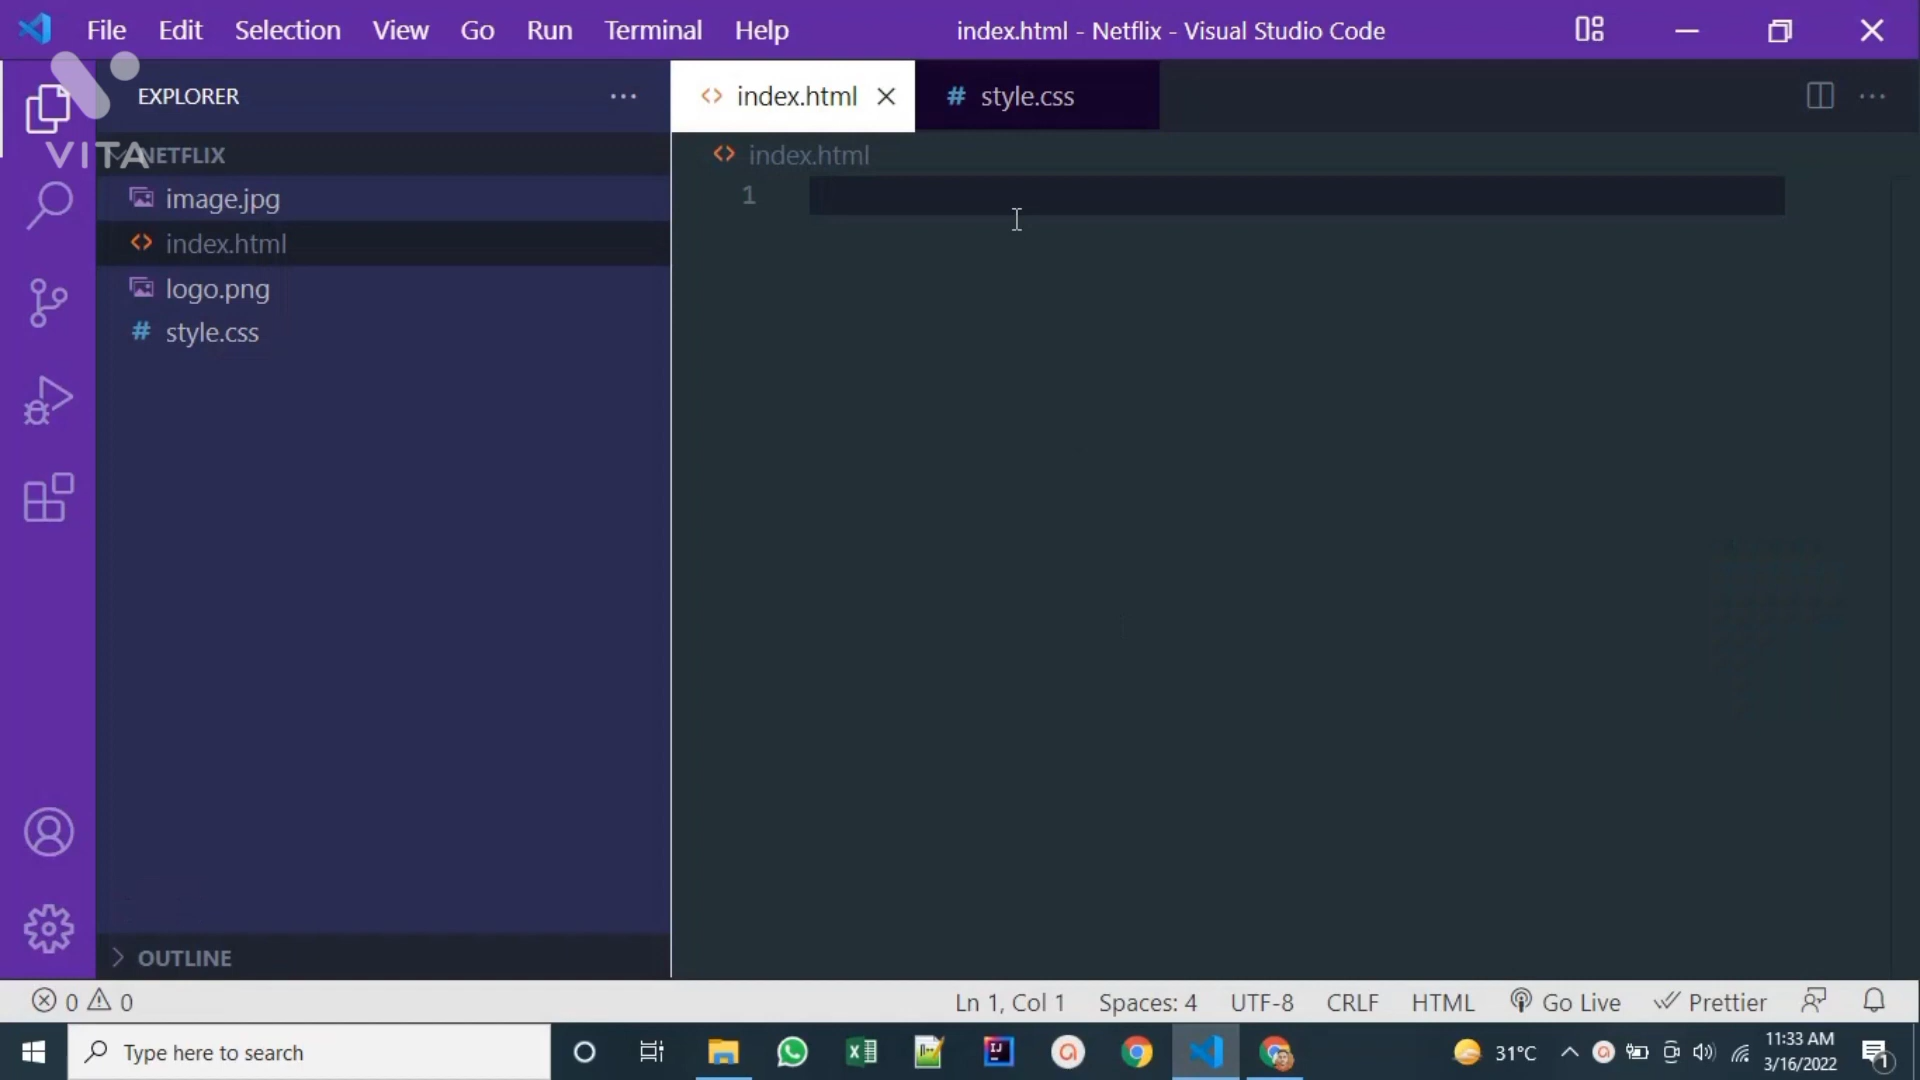 File Edit Selection View Go Run Terminal Help index.html - Netflix - Visual Studio Code
EXPLORER ··· <> index.html # style.css ···
VITA
NETFLIX
<> index.html
image.jpg
1
<> index.html
logo.png
# style.css
OUTLINE
0 0 Ln 1, Col 1 Spaces: 4 UTF-8 CRLF HTML Go Live Prettier
Type here to search
31°C
11:33 AM
3/16/2022
1